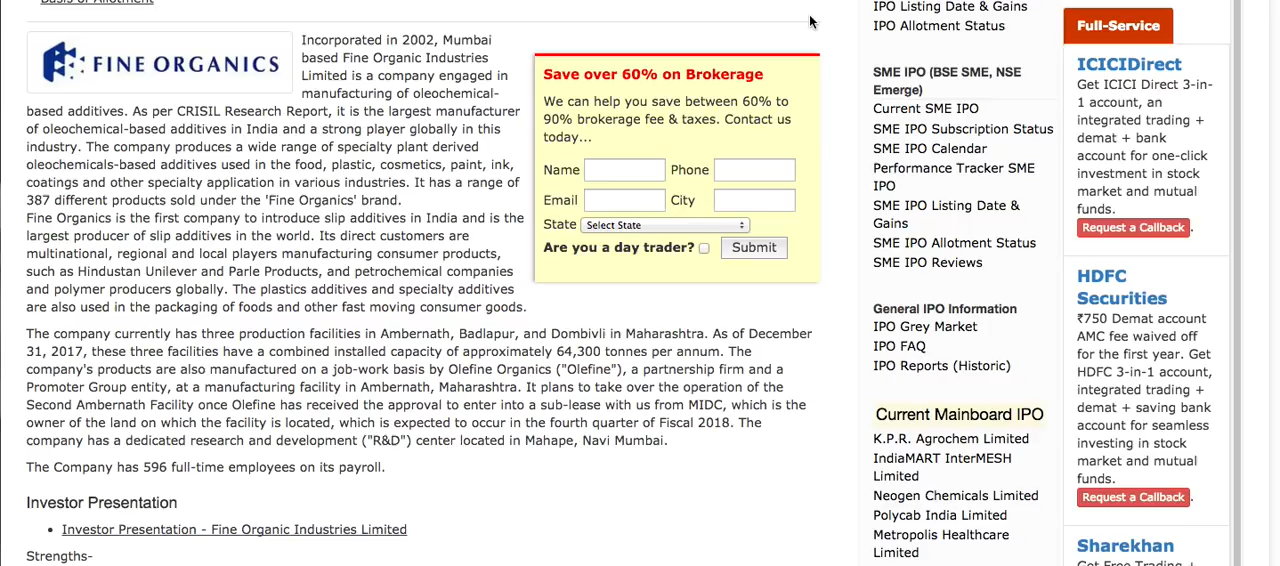 Basis of Allotment
FINE ORGANICS
Incorporated in 2002, Mumbai
based Fine Organic Industries
Limited is a company engaged in
manufacturing of oleochemical-
based additives. As per CRISIL Research Report, it is the largest manufacturer
of oleochemical-based additives in India and a strong player globally in this
industry. The company produces a wide range of specialty plant derived
oleochemicals-based additives used in the food, plastic, cosmetics, paint, ink,
coatings and other specialty application in various industries. It has a range of
387 different products sold under the 'Fine Organics' brand.
Fine Organics is the first company to introduce slip additives in India and is the
largest producer of slip additives in the world. Its direct customers are
multinational, regional and local players manufacturing consumer products,
such as Hindustan Unilever and Parle Products, and petrochemical companies
and polymer producers globally. The plastics additives and specialty additives
are also used in the packaging of foods and other fast moving consumer goods.
The company currently has three production facilities in Ambernath, Badlapur, and Dombivli in Maharashtra. As of December
31, 2017, these three facilities have a combined installed capacity of approximately 64,300 tonnes per annum. The
company's products are also manufactured on a job-work basis by Olefine Organics ("Olefine"), a partnership firm and a
Promoter Group entity, at a manufacturing facility in Ambernath, Maharashtra. It plans to take over the operation of the
Second Ambernath Facility once Olefine has received the approval to enter into a sub-lease with us from MIDC, which is the
owner of the land on which the facility is located, which is expected to occur in the fourth quarter of Fiscal 2018. The
company has a dedicated research and development ("R&D") center located in Mahape, Navi Mumbai.
The Company has 596 full-time employees on its payroll.
Investor Presentation
• Investor Presentation - Fine Organic Industries Limited
Strengths-
Save over 60% on Brokerage
We can help you save between 60% to
90% brokerage fee & taxes. Contact us
today...
Name Phone
Email City
State Select State
Are you a day trader? Submit
IPO Listing Date & Gains
IPO Allotment Status
SME IPO (BSE SME, NSE
Emerge)
Current SME IPO
SME IPO Subscription Status
SME IPO Calendar
Performance Tracker SME
IPO
SME IPO Listing Date &
Gains
SME IPO Allotment Status
SME IPO Reviews
General IPO Information
IPO Grey Market
IPO FAQ
IPO Reports (Historic)
Current Mainboard IPO
K.P.R. Agrochem Limited
IndiaMART InterMESH
Limited
Neogen Chemicals Limited
Polycab India Limited
Metropolis Healthcare
Limited
Full-Service
ICICIDirect
Get ICICI Direct 3-in-
1 account, an
integrated trading +
demat + bank
account for one-click
investment in stock
market and mutual
funds.
Request a Callback.
HDFC
Securities
₹750 Demat account
AMC fee waived off
for the first year. Get
HDFC 3-in-1 account,
integrated trading +
demat + saving bank
account for seamless
investing in stock
market and mutual
funds.
Request a Callback.
Sharekhan
Get Free Trading +